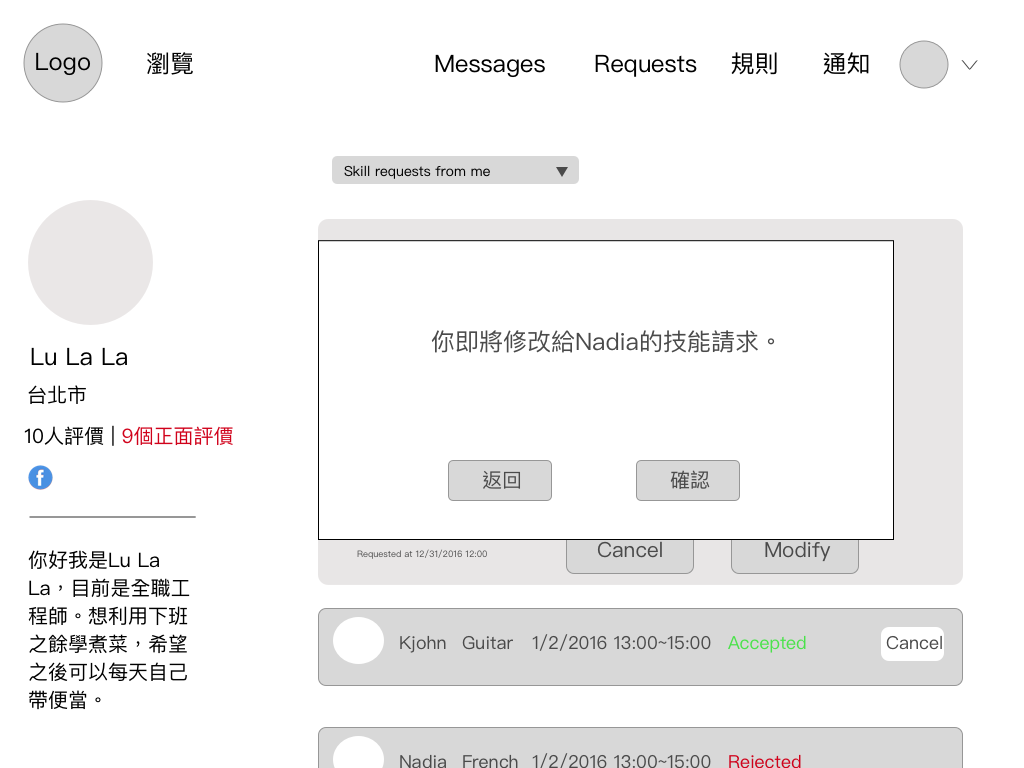 Logo
瀏覽
Messages
Requests
規則
通知
Skill requests from me
Lu La La
台北市
10人評價 | 9個正面評價
f
你好我是Lu La
La，目前是全職工
程師。想利用下班
之餘學煮菜，希望
之後可以每天自己
帶便當。
你即將修改給Nadia的技能請求。
返回
確認
Requested at 12/31/2016 12:00
Cancel
Modify
Kjohn Guitar 1/2/2016 13:00~15:00 Accepted Cancel
Nadia French 1/2/2016 13:00~15:00 Rejected